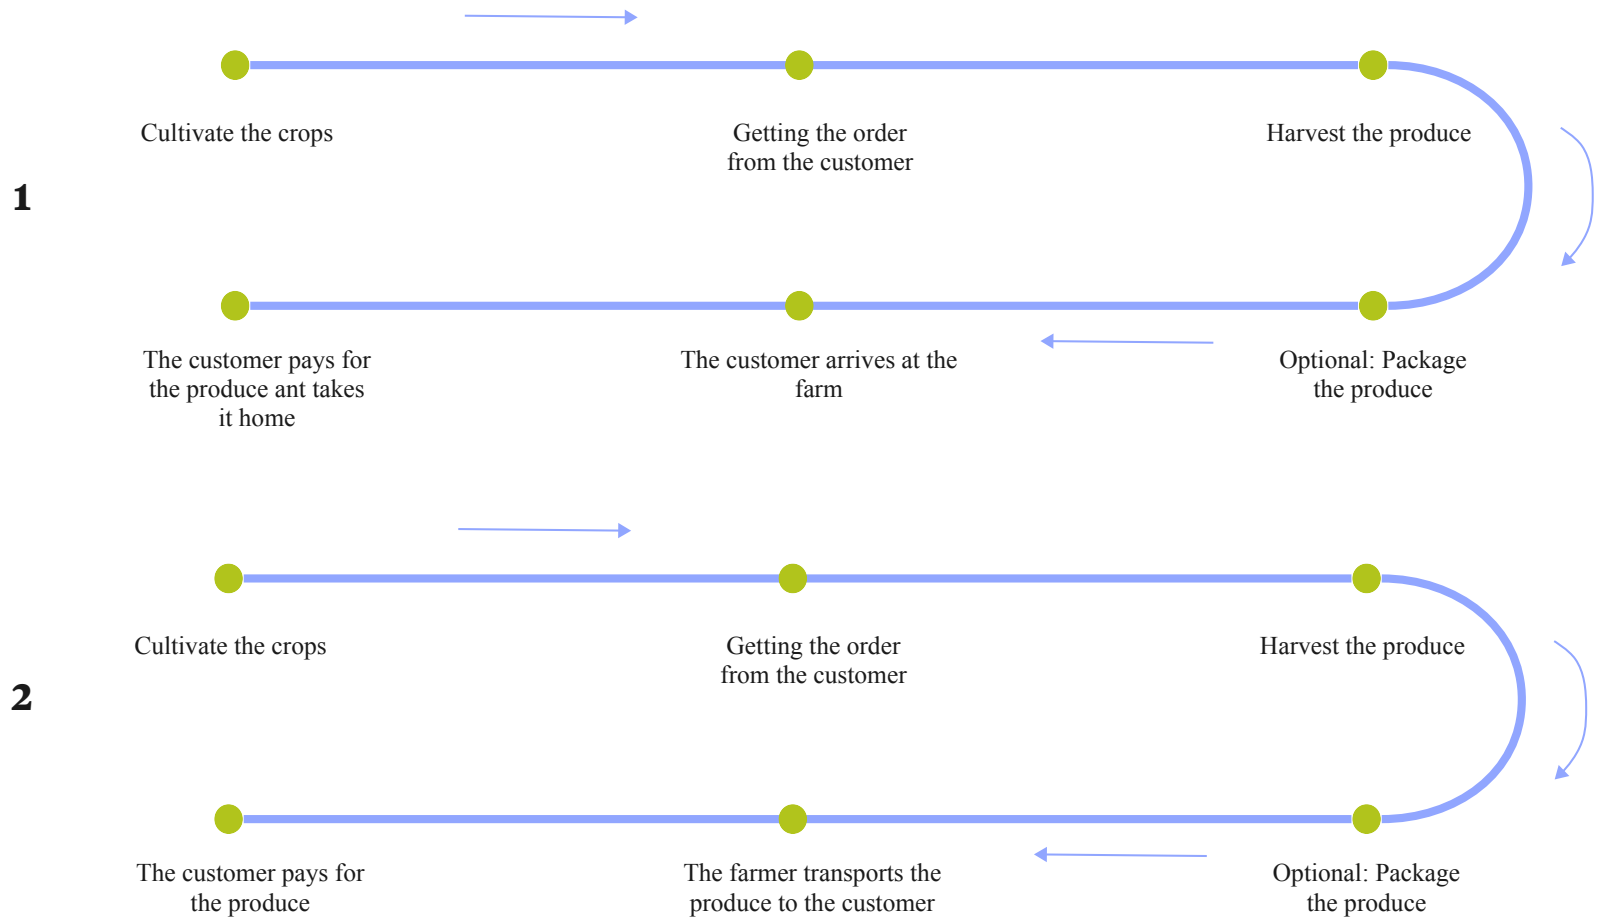 Cultivate the crops
Getting the order
from the customer
Harvest the produce
1
The customer pays for
the produce ant takes
it home
The customer arrives at the
farm
Optional: Package
the produce
Cultivate the crops
Getting the order
from the customer
Harvest the produce
2
The customer pays for
the produce
The farmer transports the
produce to the customer
Optional: Package
the produce